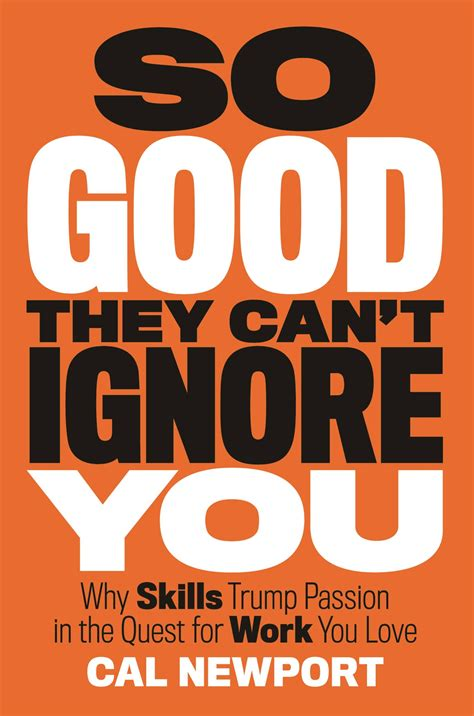 SO
GOOD
THEY CAN'T
IGNORE
YOU
Why Skills Trump Passion
in the Quest for Work You Love
CAL NEWPORT